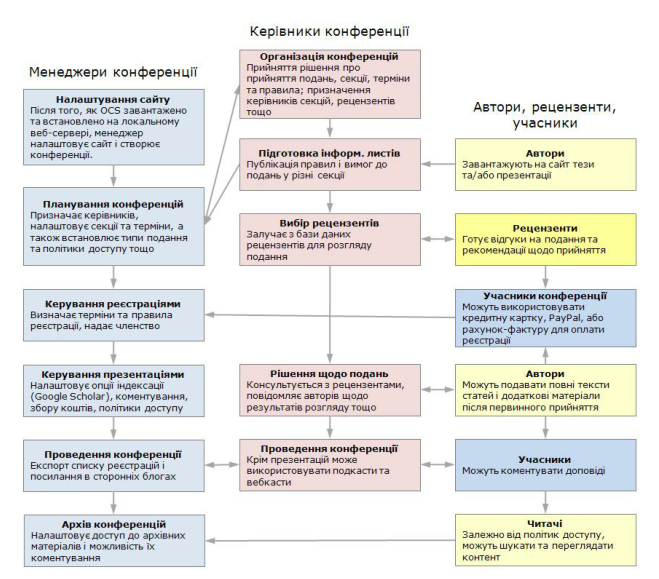 Керівники конференції
Менеджери конференції
Автори, рецензенти,
учасники
Налаштування сайту
Після того, як OCS завантажено
та встановлено на локальному
веб-сервері, менеджер
налаштовує сайт і створює
конференції.
Планування конференцій
Призначає керівників,
налаштовує секції та терміни, а
також встановлює типи подання
та політики доступу тощо
Керування реєстраціями
Визначає терміни та правила
реєстрації, надає членство
Керування презентаціями
Налаштовує опції індексації
(Google Scholar), коментування,
збору коштів, політики доступу
Проведення конференції
Експорт списку реєстрацій і
посилання в сторонніх блогах
Архів конференцій
Налаштовує доступ до архівних
матеріалів і можливість їх
коментування
Організація конференцій
Прийняття рішення про
прийняття подань, секції, терміни
та правила; призначення
керівників секцій, рецензентів
тощо
Підготовка інформ. листів
Публікація правил і вимог до
подань у різні секції
Вибір рецензентів
Залучає з бази даних
рецензентів для розгляду
подання
Рішення щодо подань
Консультується з рецензентами,
повідомляє авторів щодо
результатів розгляду тощо
Проведення конференції
Крім презентацій може
використовувати подкасти та
вебкасти
Автори
Завантажують на сайт тези
та/або презентації
Рецензенти
Готує відгуки на подання та
рекомендації щодо прийняття
Учасники конференції
Можуть використовувати
кредитну картку, PayPal, або
рахунок-фактуру для оплати
реєстрації
Автори
Можуть подавати повні тексти
статей і додаткові матеріали
після первинного прийняття
Учасники
Можуть коментувати доповіді
Читачі
Залежно від політик доступу,
можуть шукати та переглядати
контент